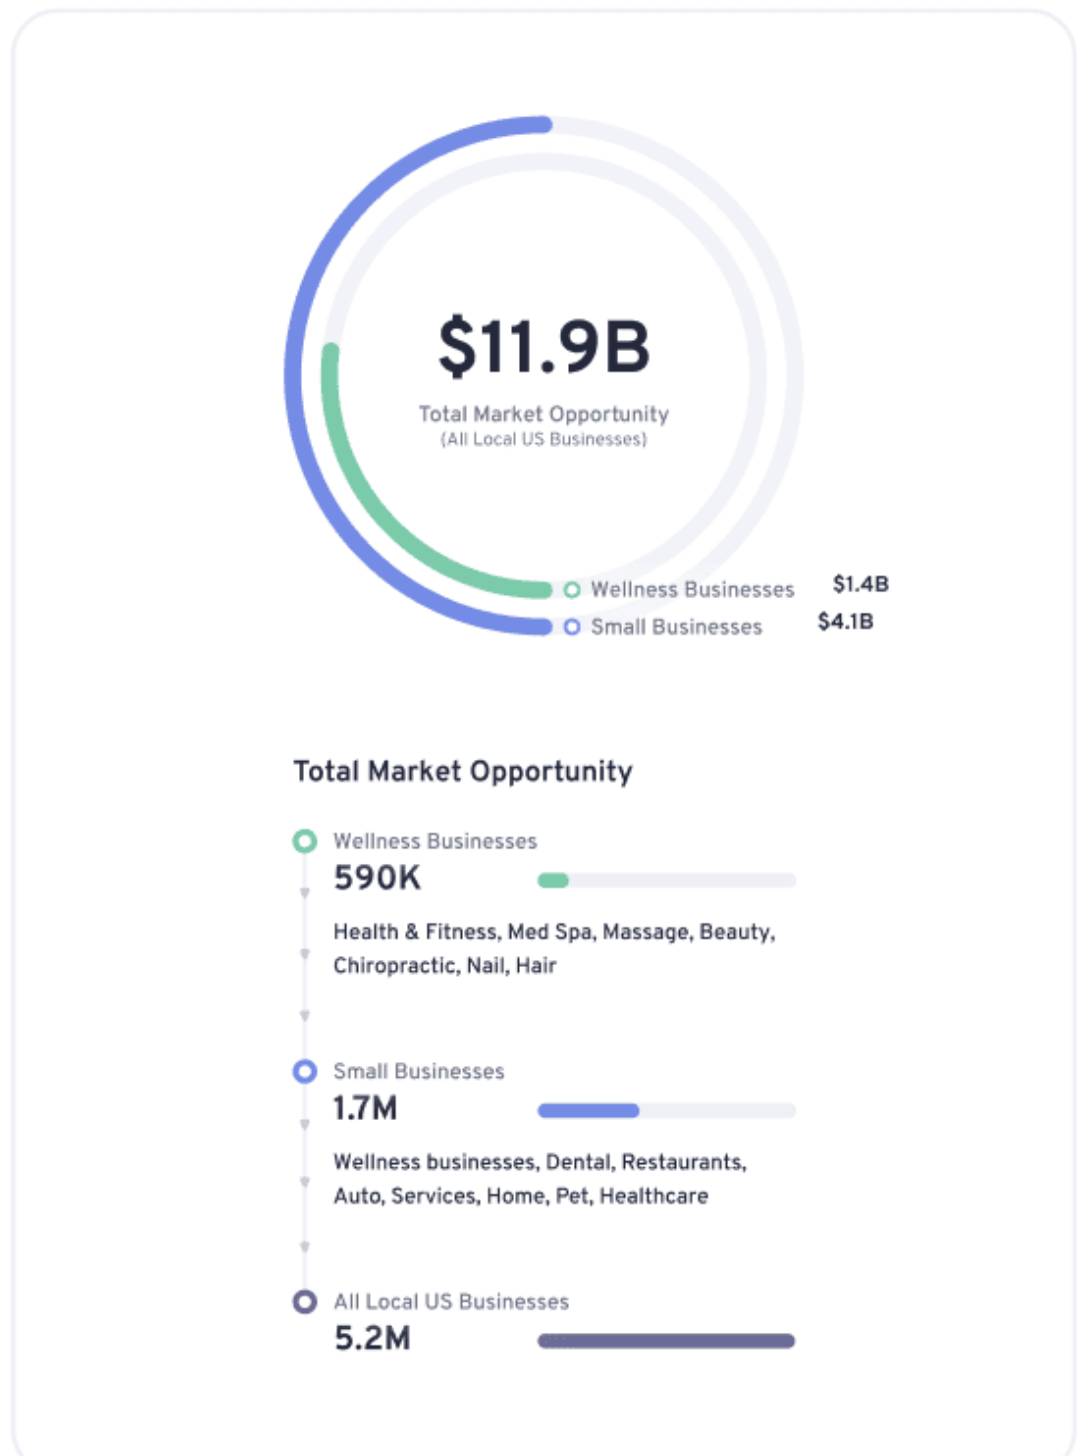 $11.9B
Total Market Opportunity
(All Local US Businesses)
Wellness Businesses $1.4B
Small Businesses $4.1B
Total Market Opportunity
Wellness Businesses
590K
Health & Fitness, Med Spa, Massage, Beauty,
Chiropractic, Nail, Hair
Small Businesses
1.7M
Wellness businesses, Dental, Restaurants,
Auto, Services, Home, Pet, Healthcare
All Local US Businesses
5.2M